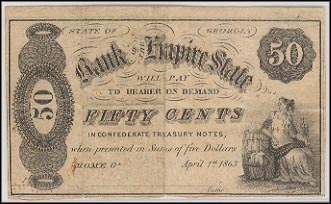 STATE OF GEORGIA
50
Bank of the Empire State
WILL PAY
TO BEARER ON DEMAND
50
FIFTY CENTS
IN CONFEDERATE TREASURY NOTES,
when presented in Sums of five Dollars
ROME Ga. April 1st 1863